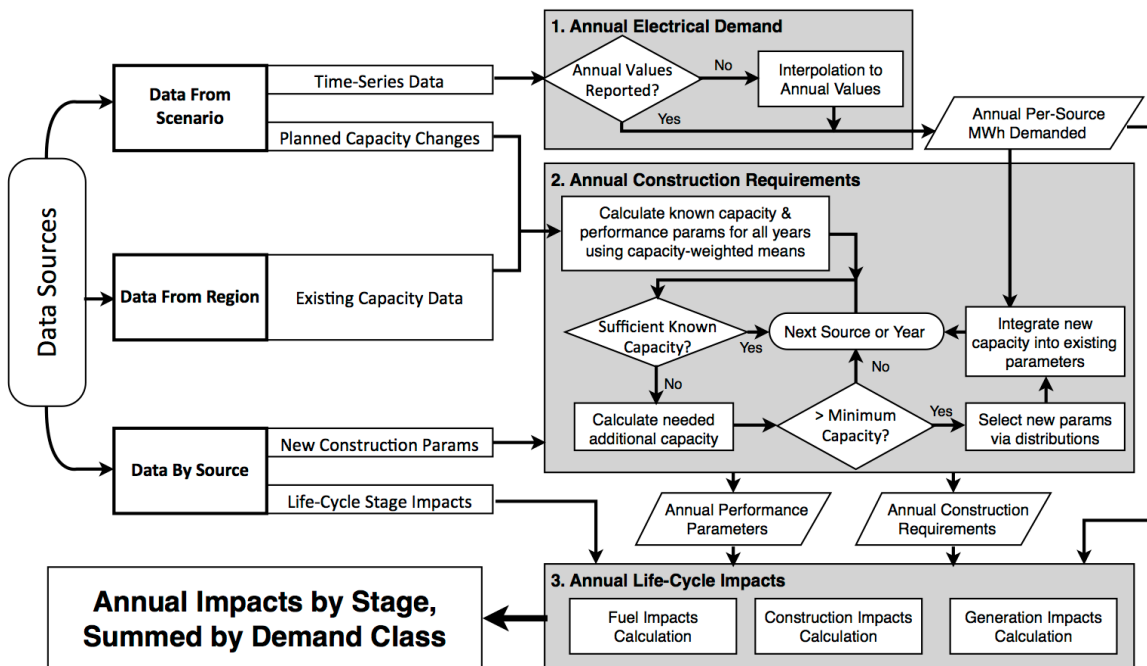 Data Sources
Data From
Scenario
Time-Series Data
Planned Capacity Changes
Data From Region
Existing Capacity Data
Data By Source
New Construction Params
Life-Cycle Stage Impacts
1. Annual Electrical Demand
Annual Values
Reported?
No
Yes
Interpolation to
Annual Values
Annual Per-Source
MWh Demanded
2. Annual Construction Requirements
Calculate known capacity &
performance params for all years
using capacity-weighted means
Sufficient Known
Capacity?
Yes
No
Next Source or Year
Integrate new
capacity into existing
parameters
Calculate needed
additional capacity
> Minimum
Capacity?
No
Yes
Select new params
via distributions
Annual Performance
Parameters
Annual Construction
Requirements
3. Annual Life-Cycle Impacts
Fuel Impacts
Calculation
Construction Impacts
Calculation
Generation Impacts
Calculation
Annual Impacts by Stage,
Summed by Demand Class